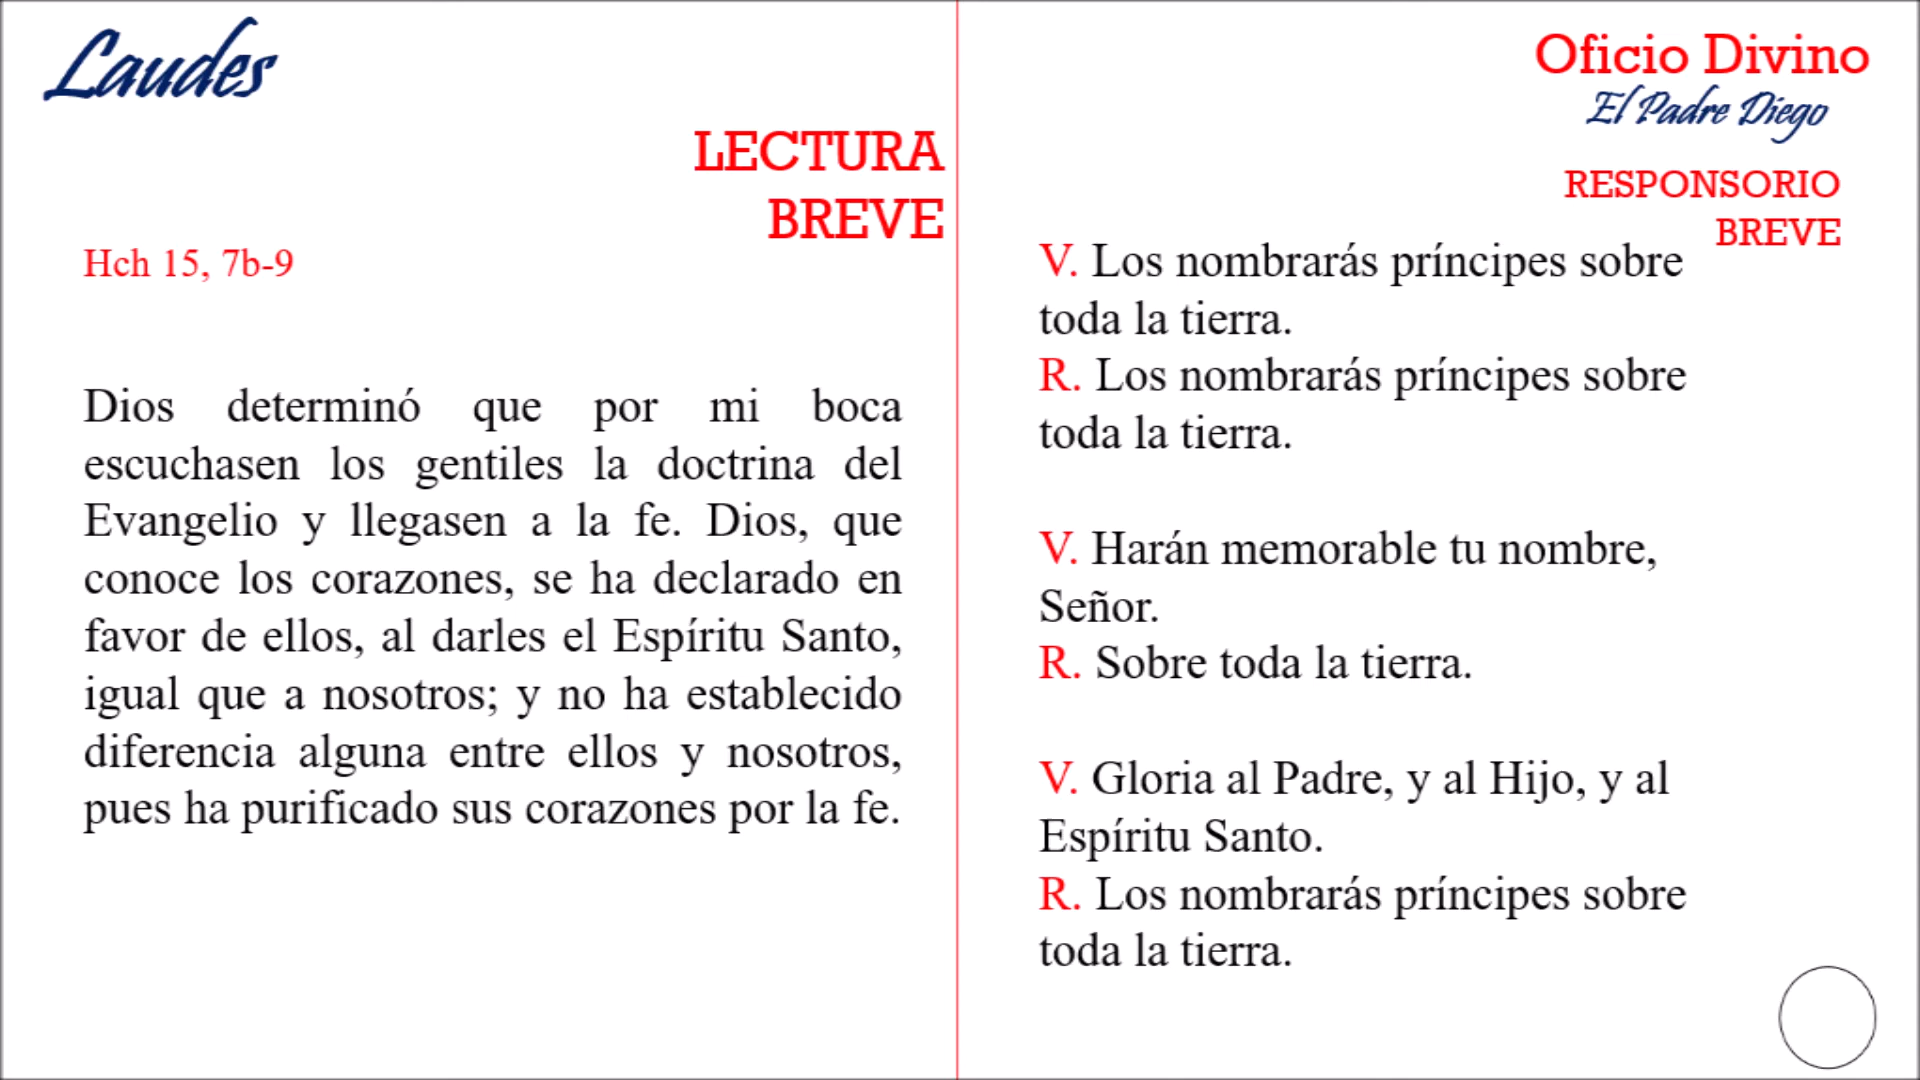 Laudes
LECTURA
BREVE
Hch 15, 7b-9
Dios determinó que por mi boca
escuchasen los gentiles la doctrina del
Evangelio y llegasen a la fe. Dios, que
conoce los corazones, se ha declarado en
favor de ellos, al darles el Espíritu Santo,
igual que a nosotros; y no ha establecido
diferencia alguna entre ellos y nosotros,
pues ha purificado sus corazones por la fe.
Oficio Divino
El Padre Diego
RESPONSORIO
BREVE
V. Los nombrarás príncipes sobre
toda la tierra.
R. Los nombrarás príncipes sobre
toda la tierra.
V. Harán memorable tu nombre,
Señor.
R. Sobre toda la tierra.
V. Gloria al Padre, y al Hijo, y al
Espíritu Santo.
R. Los nombrarás príncipes sobre
toda la tierra.